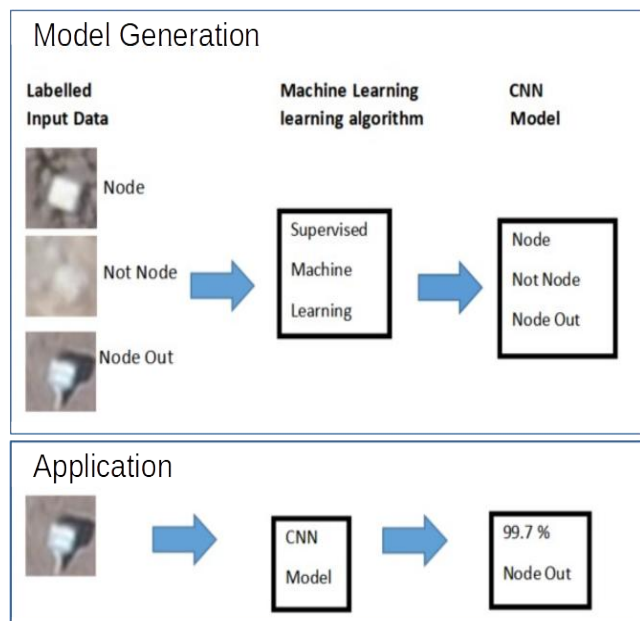 Model Generation
Labelled
Input Data
Machine Learning
learning algorithm
CNN
Model
Node
Not Node
Node Out
Supervised
Machine
Learning
Node
Not Node
Node Out
Application
CNN
Model
99.7 %
Node Out